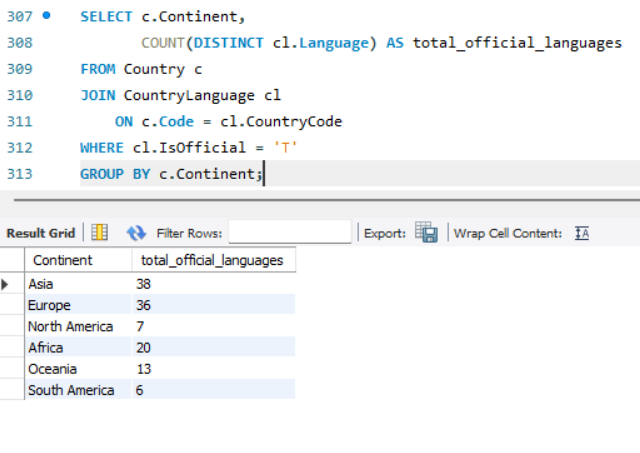 307 SELECT c.Continent,
308 COUNT(DISTINCT cl.Language) AS total_official_languages
309 FROM Country c
310 JOIN CountryLanguage cl
311 ON c.Code = cl.CountryCode
312 WHERE cl.IsOfficial = 'T'
313 GROUP BY c.Continent;
Result Grid Filter Rows: Export: Wrap Cell Content: IA
Continent total_official_languages
Asia 38
Europe 36
North America 7
Africa 20
Oceania 13
South America 6